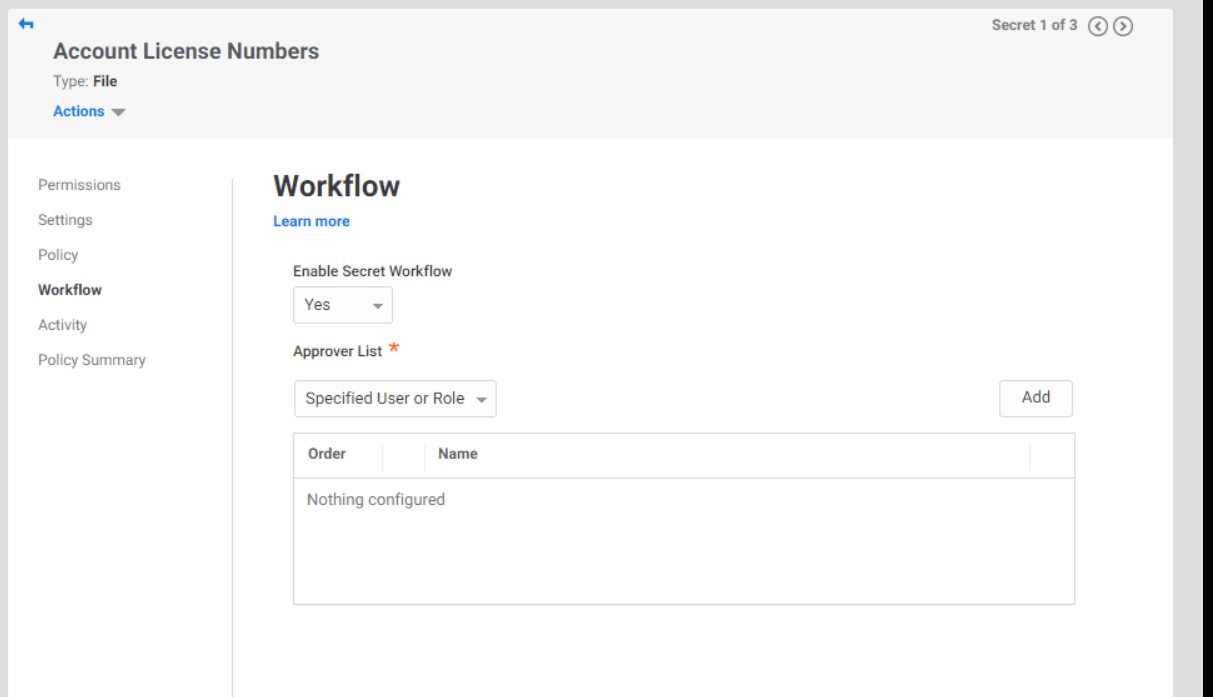 Secret 1 of 3
Account License Numbers
Type: File
Actions
Permissions
Settings
Policy
Workflow
Activity
Policy Summary
Workflow
Learn more
Enable Secret Workflow
Yes
Approver List *
Specified User or Role
Add
Order Name
Nothing configured